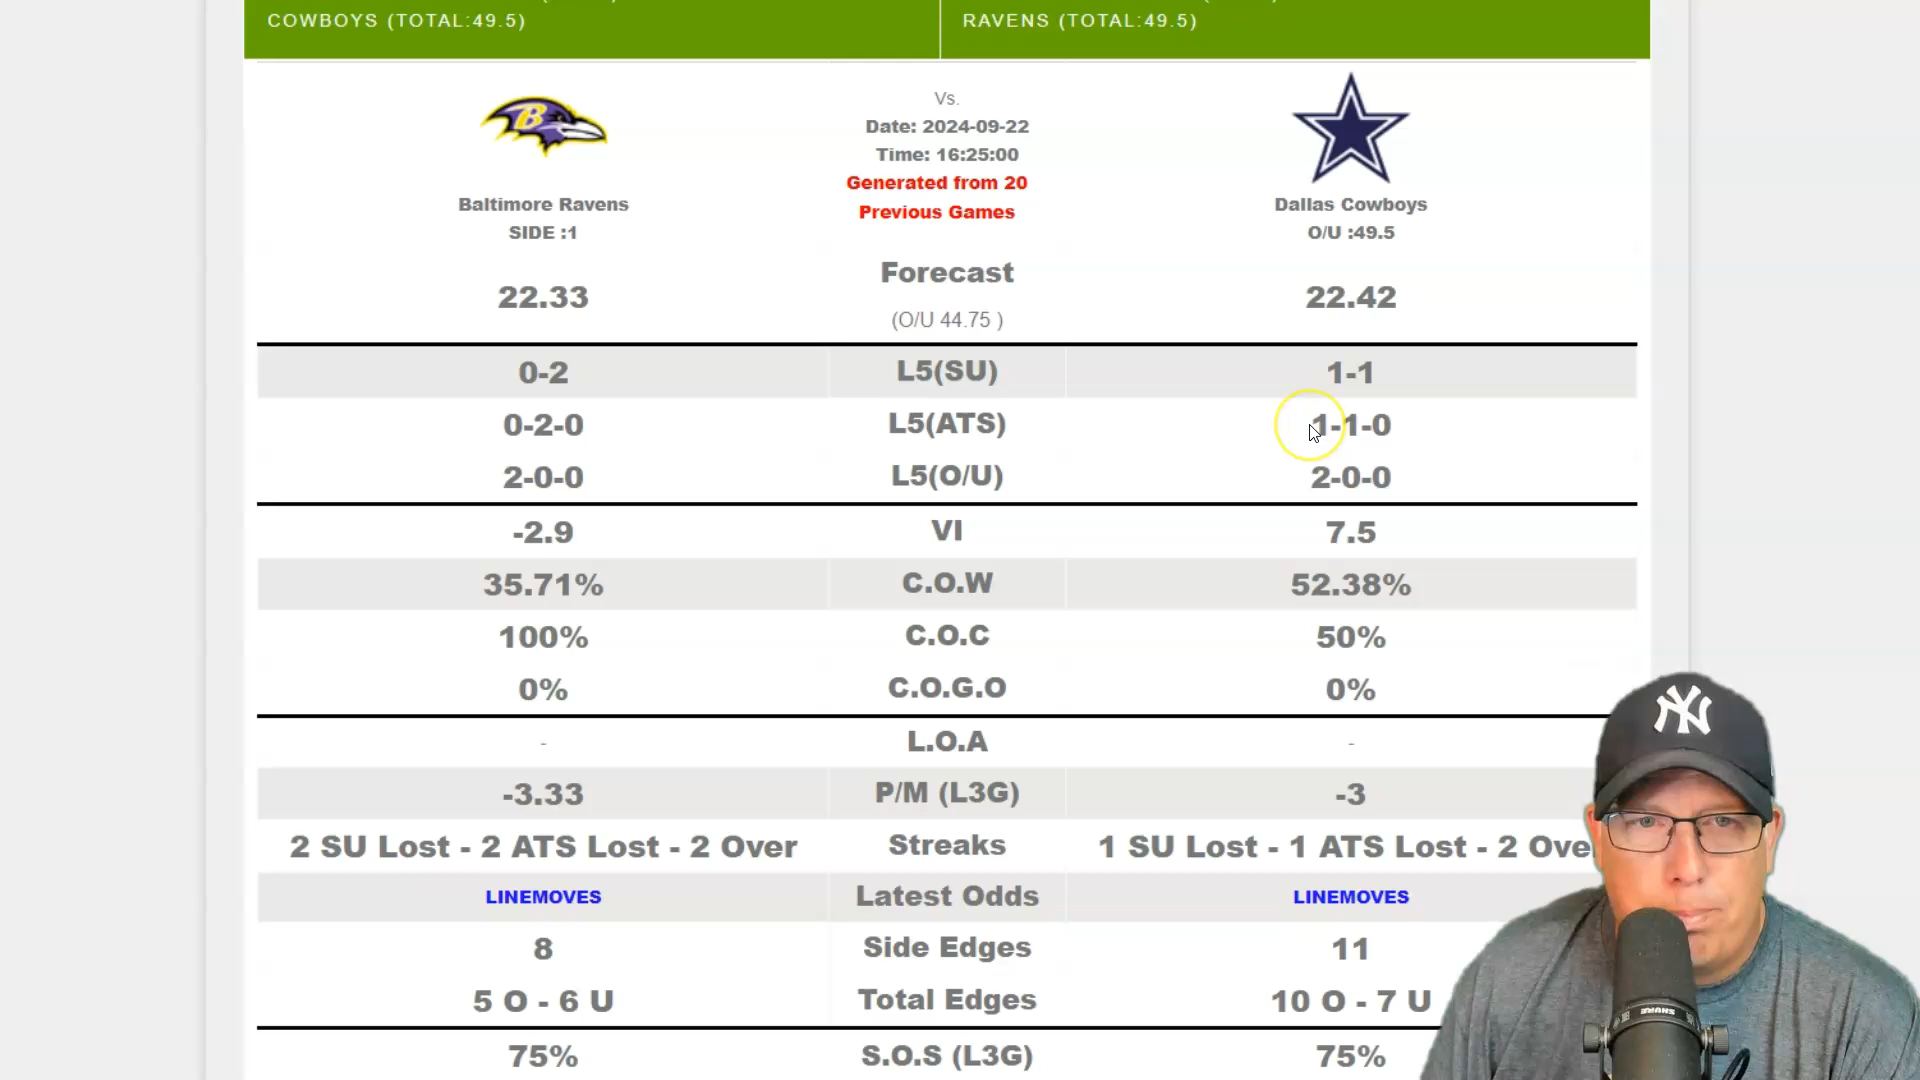 COWBOYS (TOTAL:49.5)
RAVENS (TOTAL:49.5)
B
Vs.
Date: 2024-09-22
Time: 16:25:00
Generated from 20
Previous Games
Baltimore Ravens
SIDE :1
Dallas Cowboys
O/U :49.5
22.33
Forecast
(O/U 44.75 )
22.42
0-2 L5(SU) 1-1
0-2-0 L5(ATS) 1-1-0
2-0-0 L5(O/U) 2-0-0
-2.9 VI 7.5
35.71% C.O.W 52.38%
100% C.O.C 50%
0% C.O.G.O 0%
- L.O.A -
-3.33 P/M (L3G) -3
2 SU Lost - 2 ATS Lost - 2 Over Streaks 1 SU Lost - 1 ATS Lost - 2 Ove
LINEMOVES Latest Odds LINEMOVES
8 Side Edges 11
5 O - 6 U Total Edges 10 O - 7 U
75% S.O.S (L3G) 75%
NY
SHURE